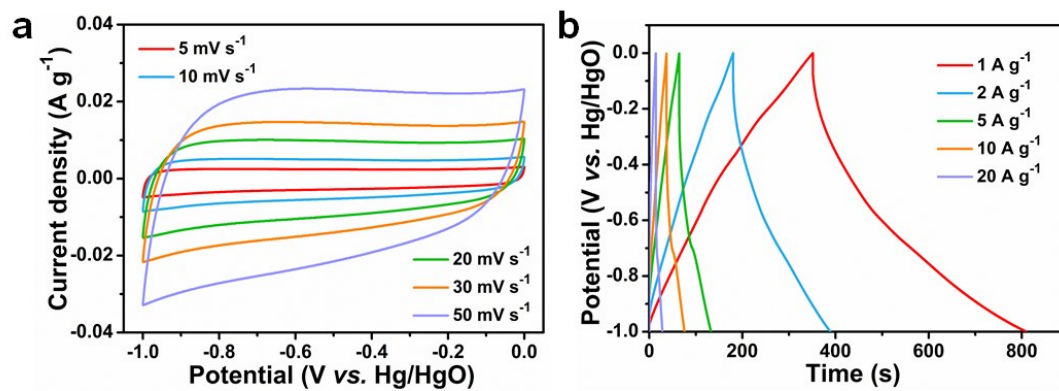 a
Current density (A g⁻¹)
0.04
0.02
0.00
-0.02
-0.04
5 mV s⁻¹
10 mV s⁻¹
20 mV s⁻¹
30 mV s⁻¹
50 mV s⁻¹
-1.0 -0.8 -0.6 -0.4 -0.2 0.0
Potential (V vs. Hg/HgO)
b
Potential (V vs. Hg/HgO)
0.0
-0.2
-0.4
-0.6
-0.8
-1.0
1 A g⁻¹
2 A g⁻¹
5 A g⁻¹
10 A g⁻¹
20 A g⁻¹
0 200 400 600 800
Time (s)